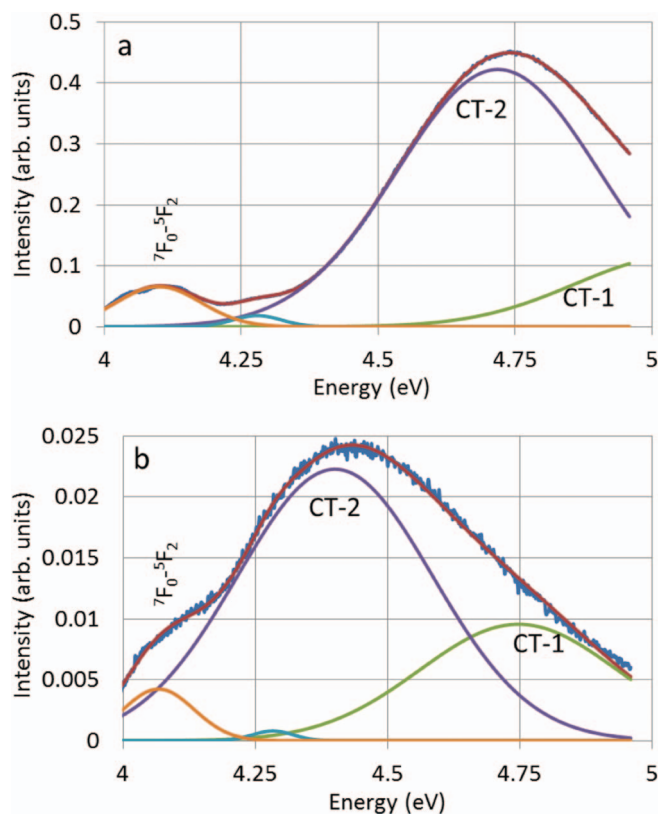 a
0.5
0.4
0.3
0.2
0.1
0
Intensity (arb. units)
⁷F₀-⁵F₂
CT-2
CT-1
4
4.25
4.5
4.75
5
Energy (eV)
b
0.025
0.02
0.015
0.01
0.005
0
Intensity (arb. units)
⁷F₀-⁵F₂
CT-2
CT-1
4
4.25
4.5
4.75
5
Energy (eV)